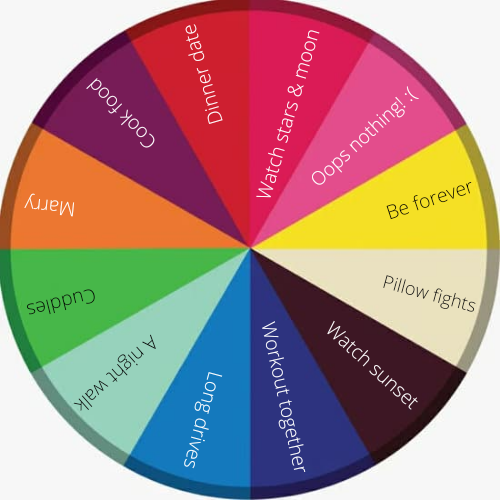 Dinner date
Watch stars & moon
Oops nothing! :(
Be forever
Pillow fights
Watch sunset
Workout together
Long drives
A night walk
Cuddles
Marry
Cook food